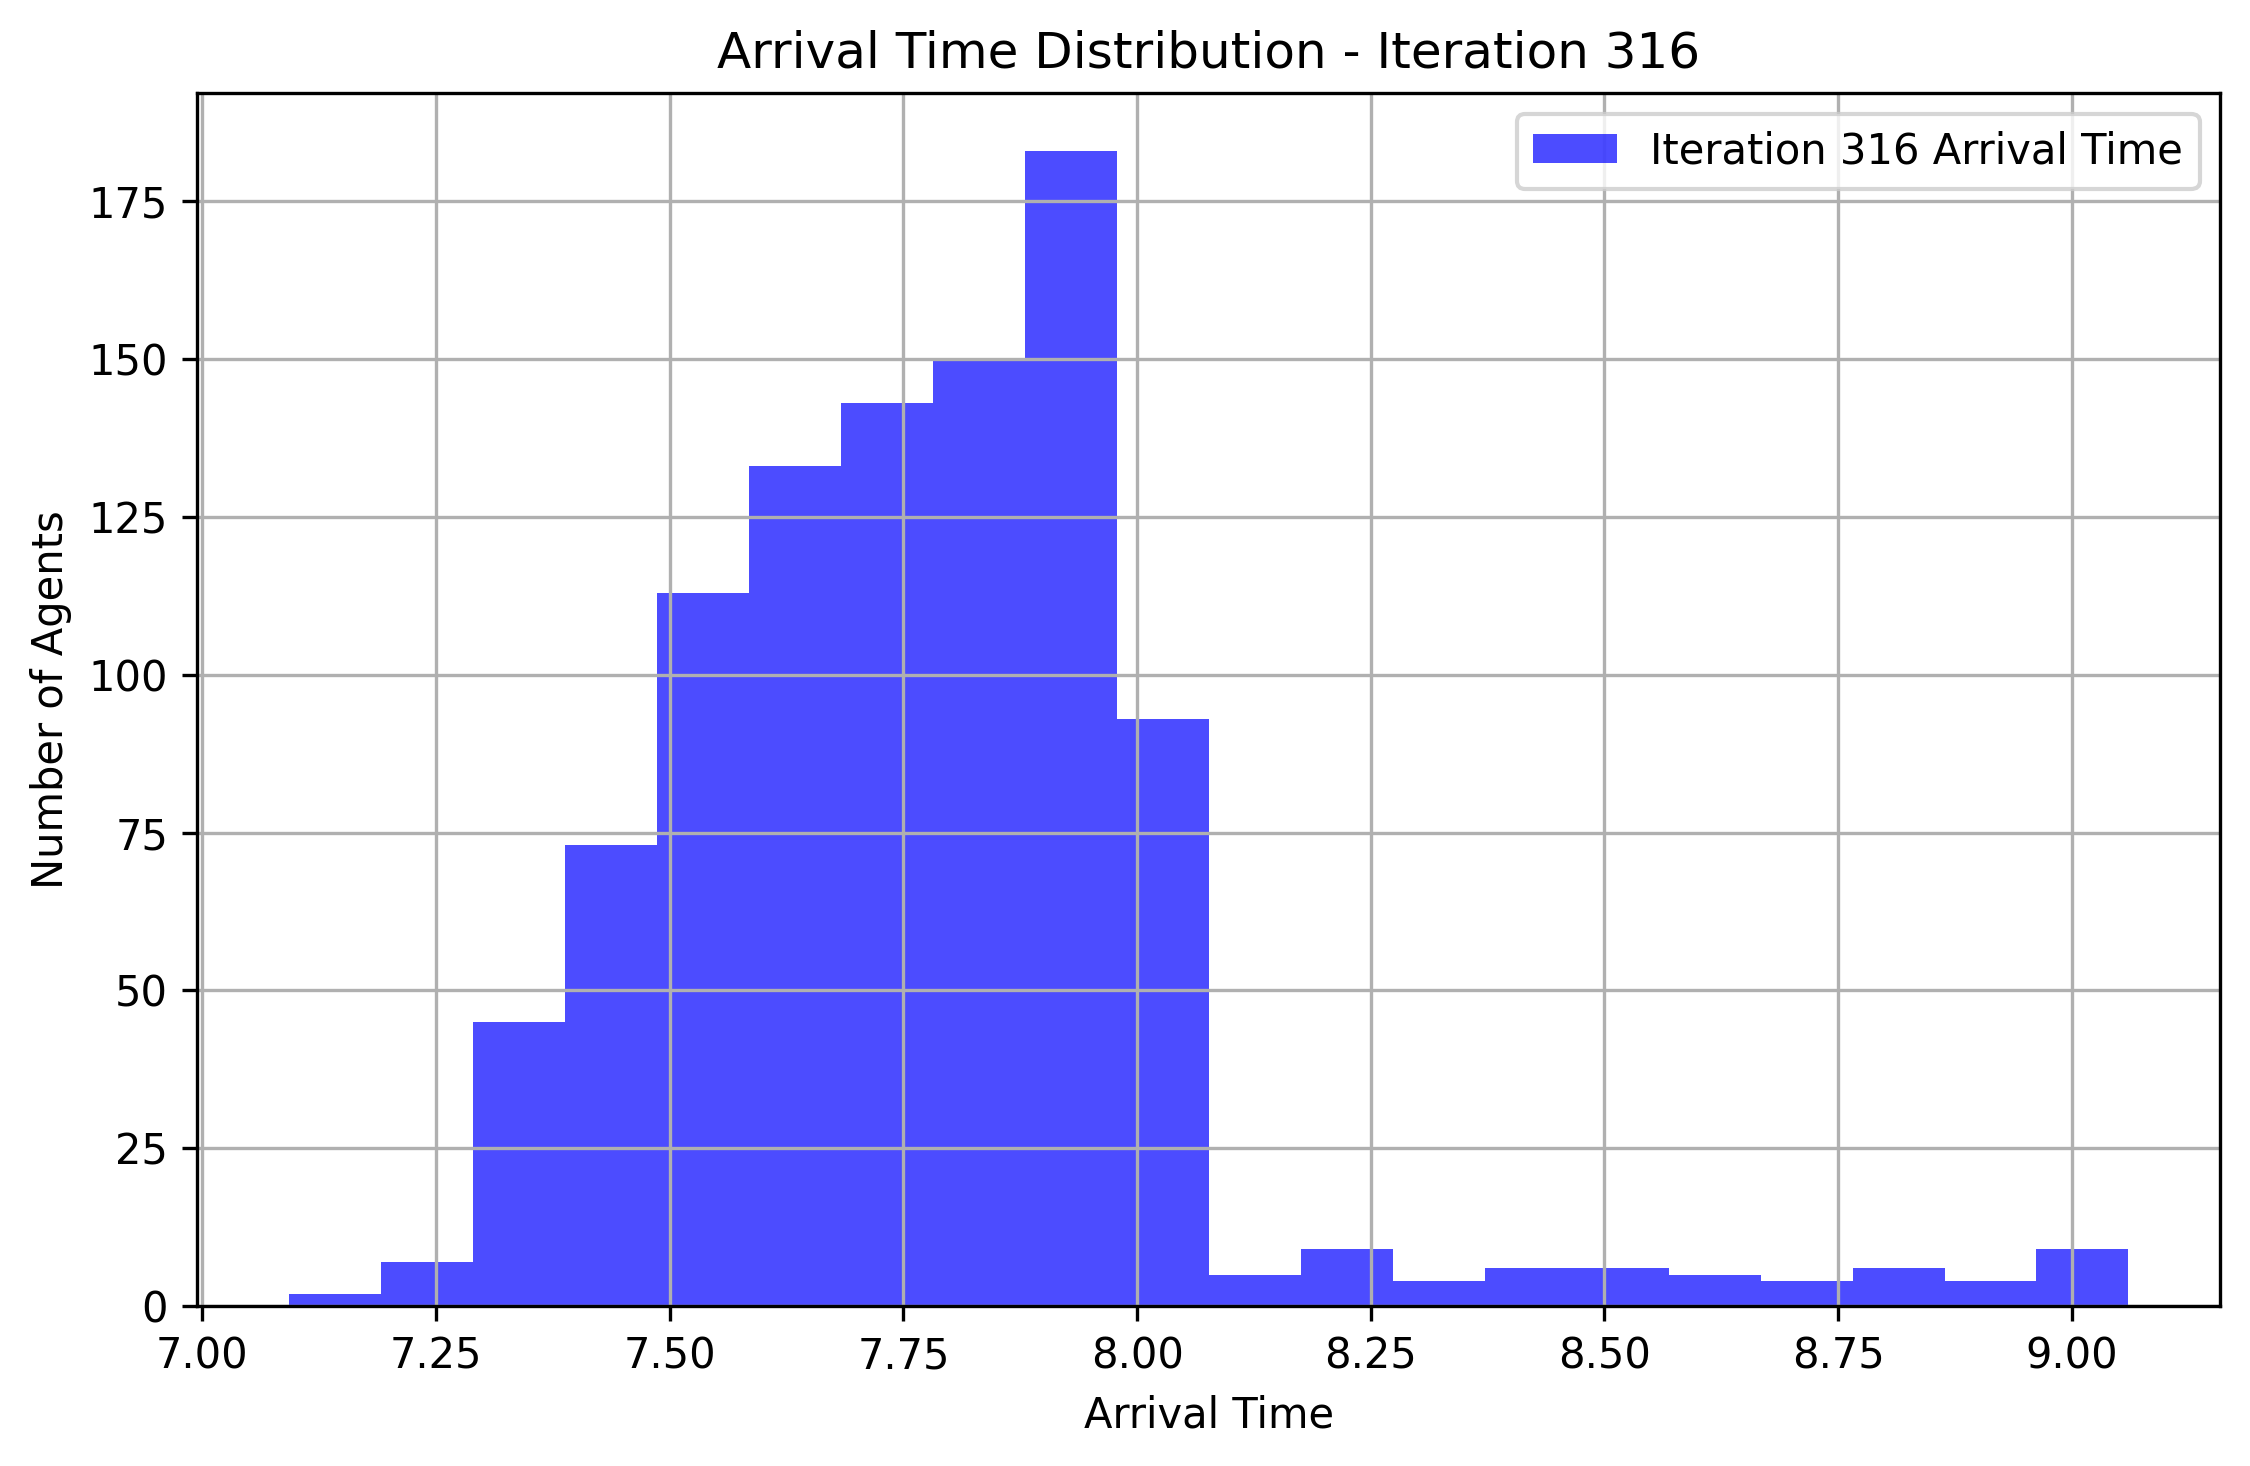 Arrival Time Distribution - Iteration 316
Iteration 316 Arrival Time
175
150
125
100
75
50
25
0
Number of Agents
7.00 7.25 7.50 7.75 8.00 8.25 8.50 8.75 9.00
Arrival Time